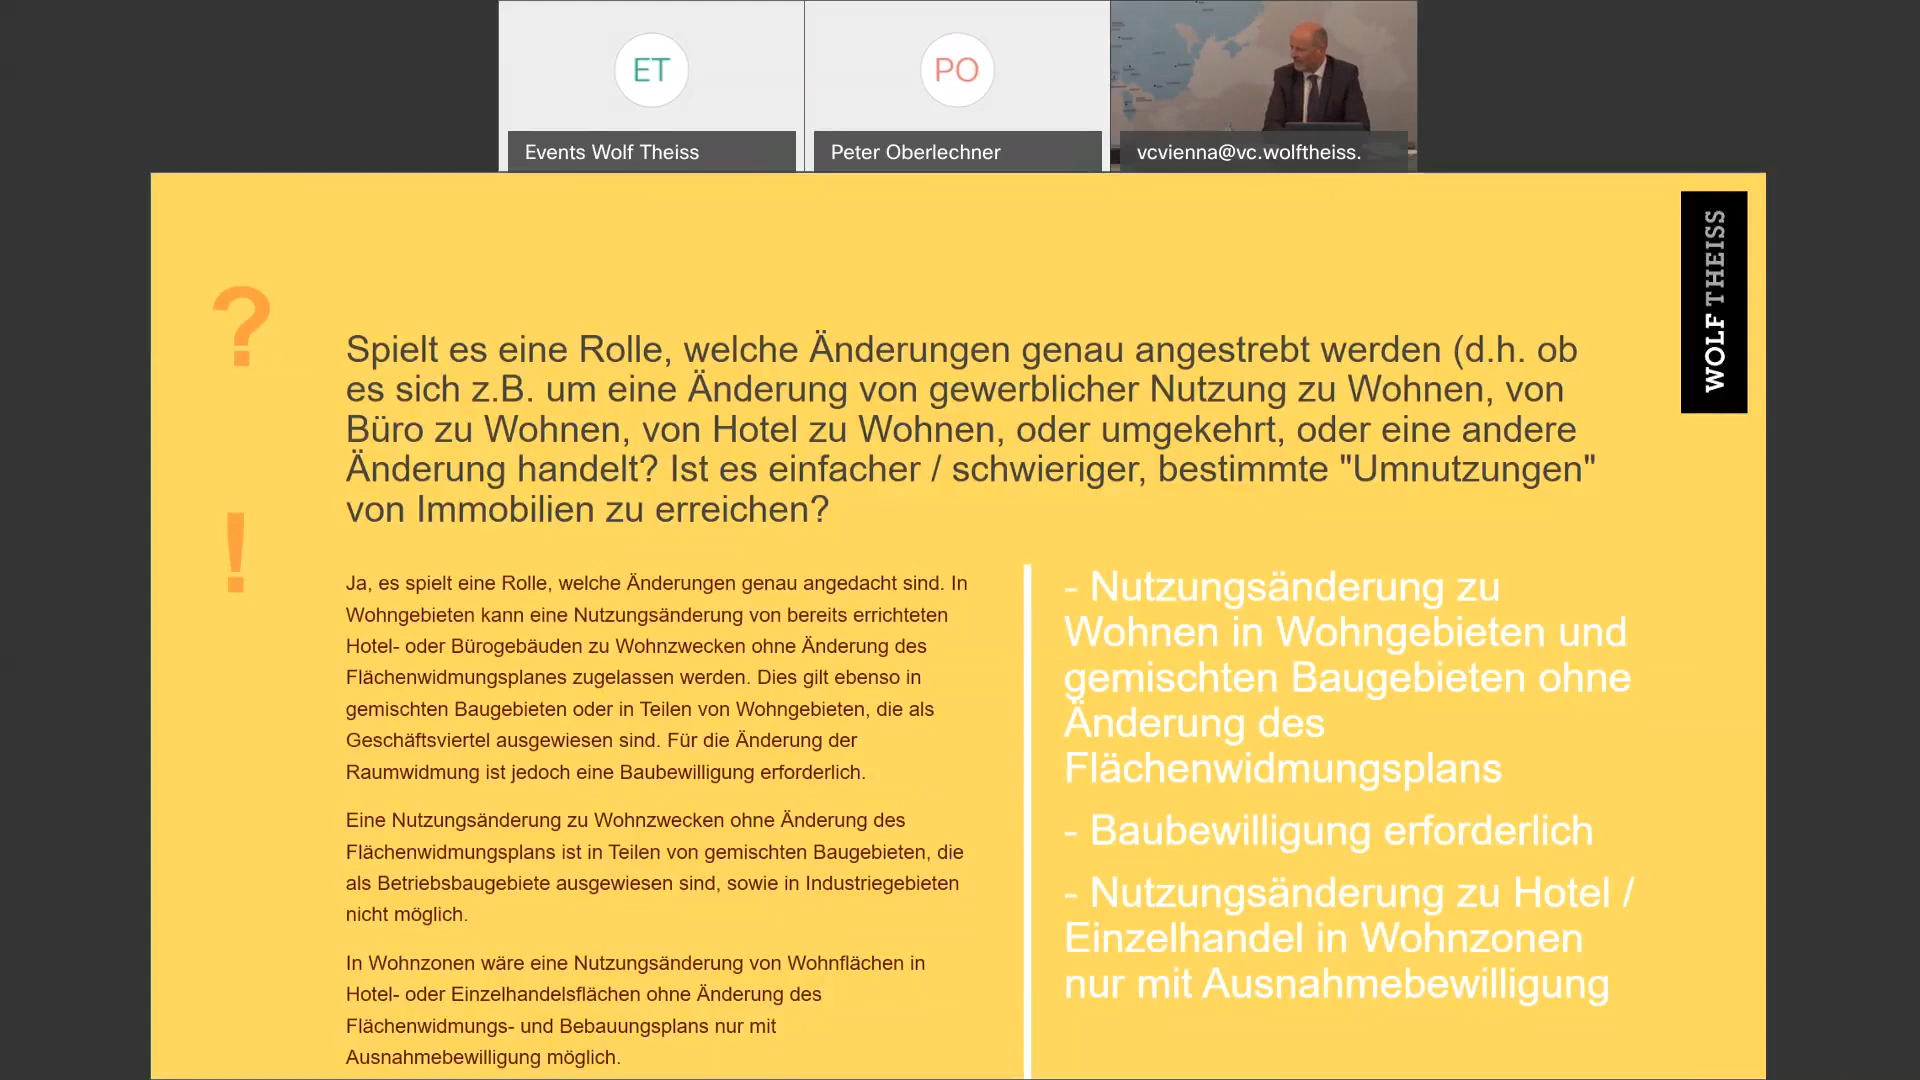 ET
PO
Events Wolf Theiss
Peter Oberlechner
vcvienna@vc.wolftheiss.
WOLF THEISS
?
Spielt es eine Rolle, welche Änderungen genau angestrebt werden (d.h. ob
es sich z.B. um eine Änderung von gewerblicher Nutzung zu Wohnen, von
Büro zu Wohnen, von Hotel zu Wohnen, oder umgekehrt, oder eine andere
Änderung handelt? Ist es einfacher / schwieriger, bestimmte "Umnutzungen"
von Immobilien zu erreichen?
!
Ja, es spielt eine Rolle, welche Änderungen genau angedacht sind. In
Wohngebieten kann eine Nutzungsänderung von bereits errichteten
Hotel- oder Bürogebäuden zu Wohnzwecken ohne Änderung des
Flächenwidmungsplanes zugelassen werden. Dies gilt ebenso in
gemischten Baugebieten oder in Teilen von Wohngebieten, die als
Geschäftsviertel ausgewiesen sind. Für die Änderung der
Raumwidmung ist jedoch eine Baubewilligung erforderlich.
Eine Nutzungsänderung zu Wohnzwecken ohne Änderung des
Flächenwidmungsplans ist in Teilen von gemischten Baugebieten, die
als Betriebsbaugebiete ausgewiesen sind, sowie in Industriegebieten
nicht möglich.
In Wohnzonen wäre eine Nutzungsänderung von Wohnflächen in
Hotel- oder Einzelhandelsflächen ohne Änderung des
Flächenwidmungs- und Bebauungsplans nur mit
Ausnahmebewilligung möglich.
- Nutzungsänderung zu
Wohnen in Wohngebieten und
gemischten Baugebieten ohne
Änderung des
Flächenwidmungsplans
- Baubewilligung erforderlich
- Nutzungsänderung zu Hotel /
Einzelhandel in Wohnzonen
nur mit Ausnahmebewilligung